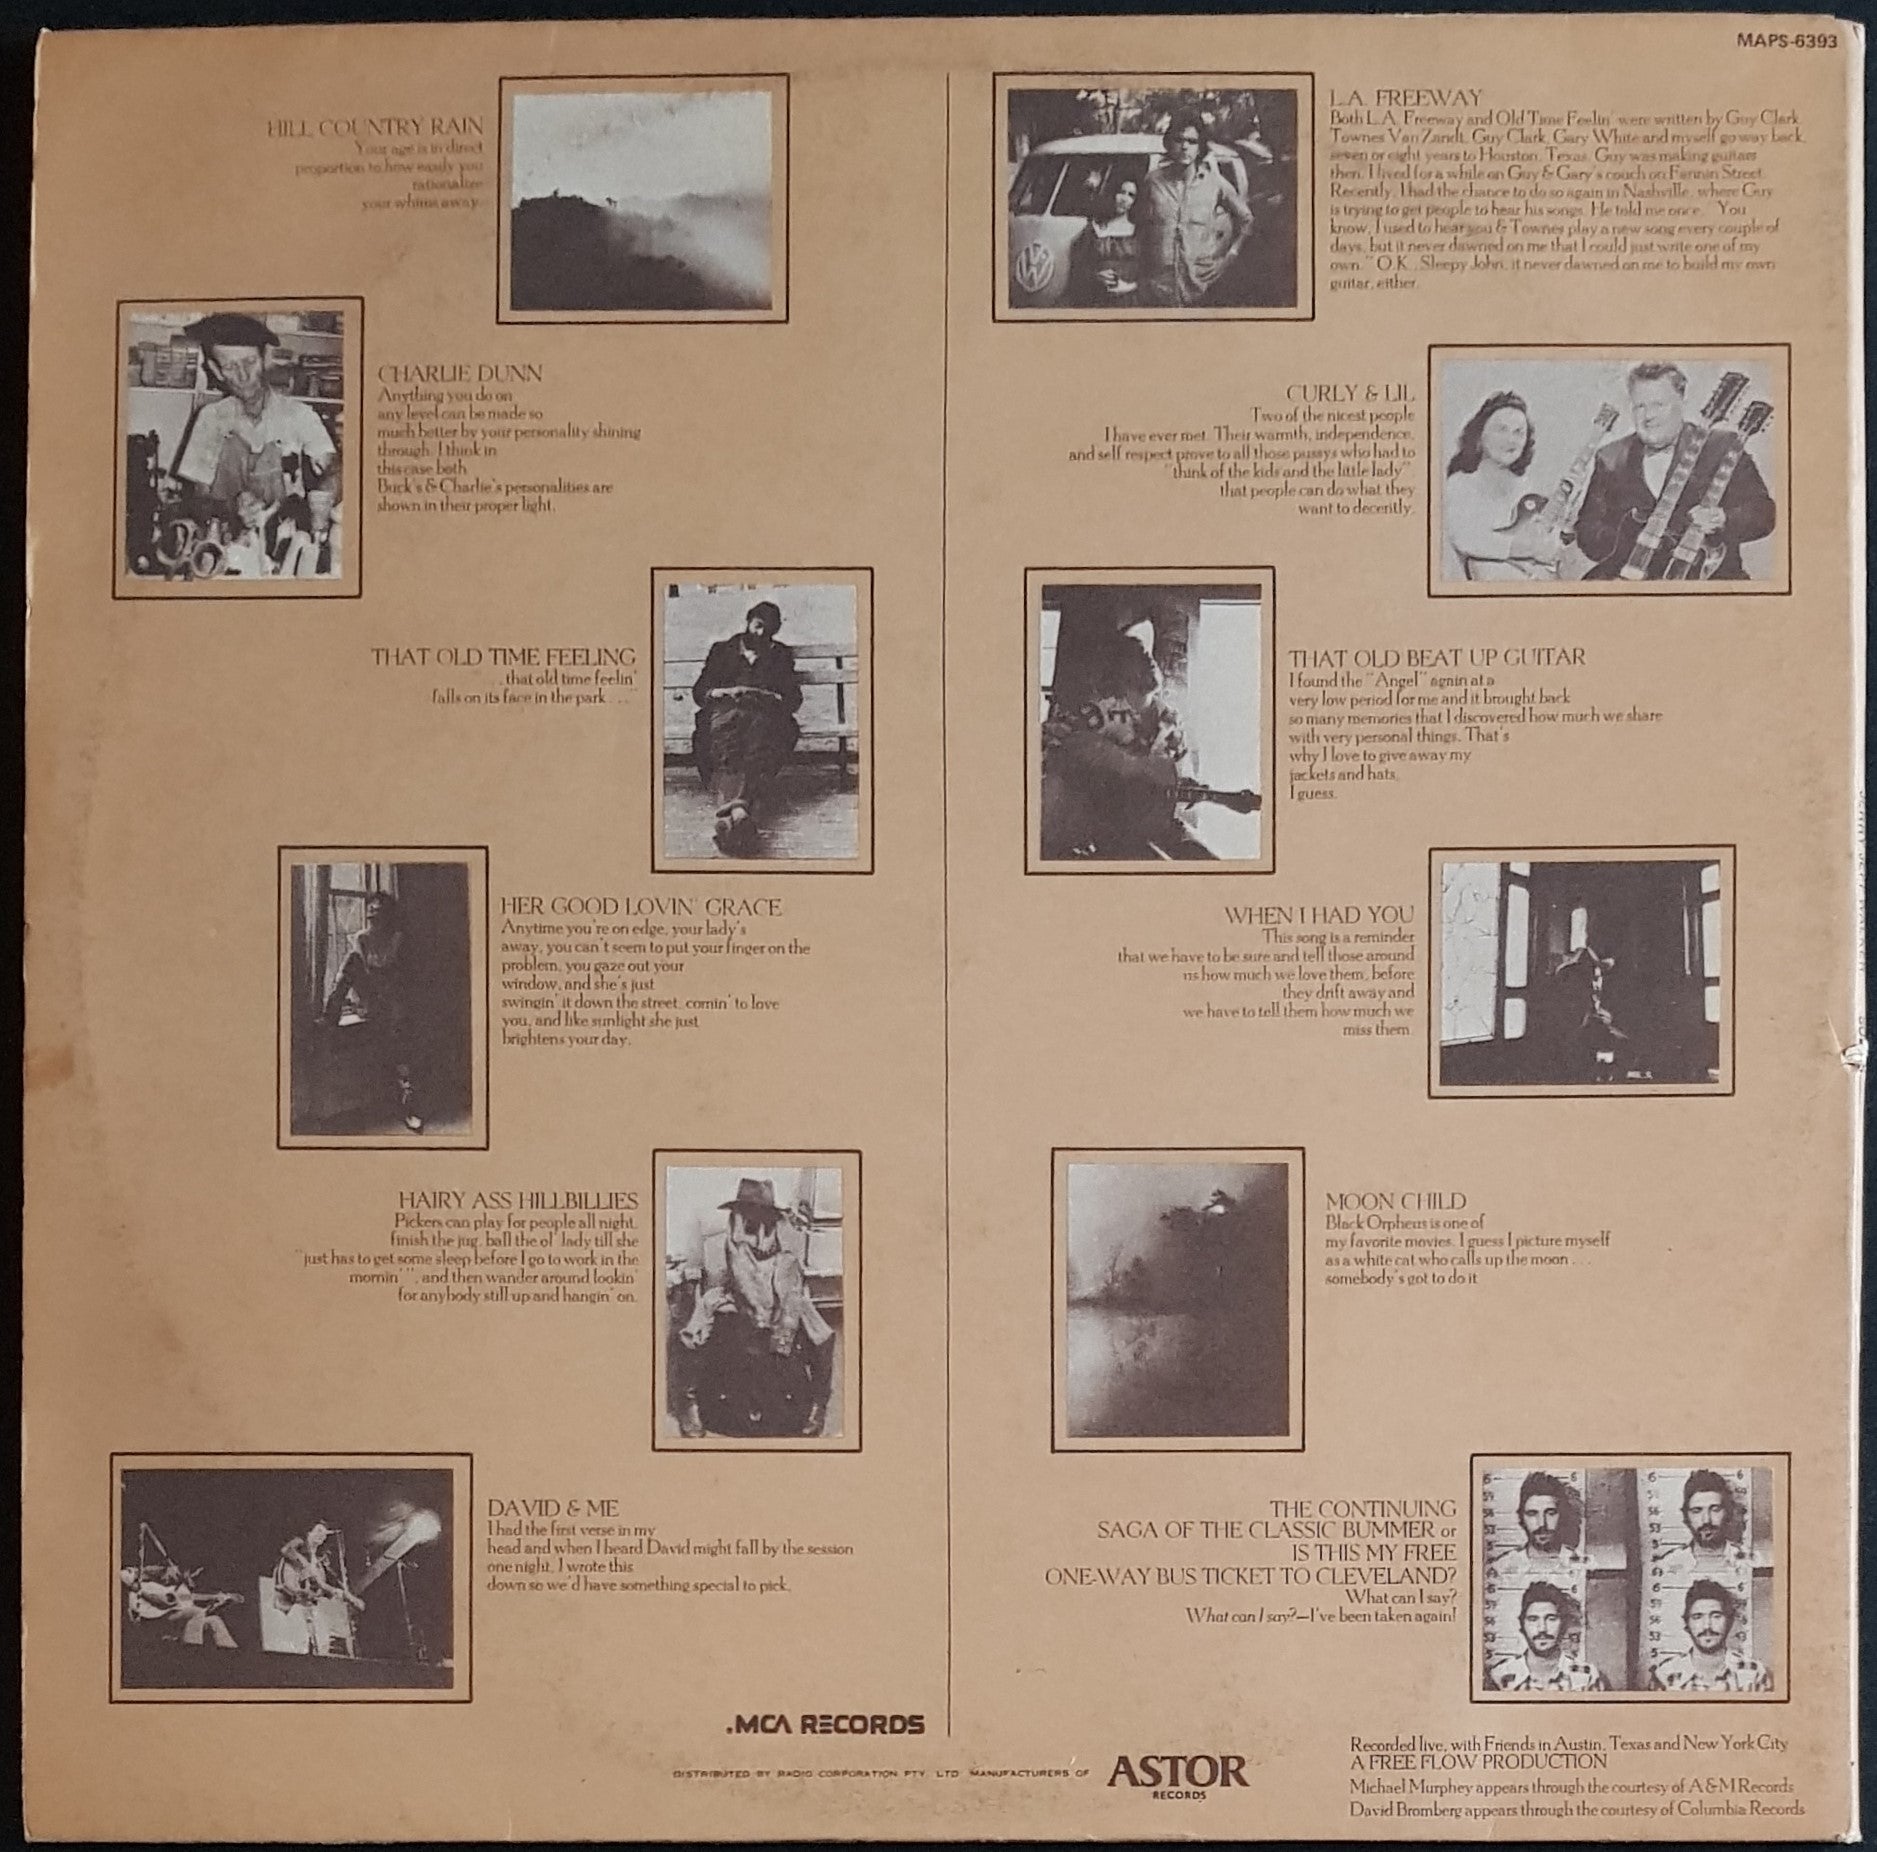 MAPS-6393
HILL COUNTRY RAIN
Your age is in direct
proportion to how easily you
rationalize
your whims away.
CHARLIE DUNN
Anything you do on
any level can be made so
much better by your personality shining
through. I think in
this case both
Buck's & Charlie's personalities are
shown in their proper light.
THAT OLD TIME FEELING
. that old time feelin'
falls on its face in the park . . ."
HER GOOD LOVIN' GRACE
Anytime you're on edge, your lady's
away, you can't seem to put your finger on the
problem, you gaze out your
window, and she's just
swingin' it down the street, comin' to love
you, and like sunlight she just
brightens your day.
HAIRY ASS HILLBILLIES
Pickers can play for people all night,
finish the jug, ball the ol' lady till she
"just has to get some sleep before I go to work in the
mornin'", and then wander around lookin'
for anybody still up and hangin' on.
DAVID & ME
I had the first verse in my
head and when I heard David might fall by the session
one night, I wrote this
down so we'd have something special to pick.
L.A. FREEWAY
Both L.A. Freeway and Old Time Feelin' were written by Guy Clark.
Townes Van Zandt, Guy Clark, Gary White and myself go way back,
seven or eight years to Houston, Texas. Guy was making guitars
then. I lived for a while on Guy & Gary's couch on Fannin Street.
Recently, I had the chance to do so again in Nashville, where Guy
is trying to get people to hear his songs. He told me once, "You
know, I used to hear you & Townes play a new song every couple of
days, but it never dawned on me that I could just write one of my
own." O.K., Sleepy John, it never dawned on me to build my own
guitar, either.
CURLY & LIL
Two of the nicest people
I have ever met. Their warmth, independence,
and self respect prove to all those pussys who had to
"think of the kids and the little lady"
that people can do what they
want to decently.
THAT OLD BEAT UP GUITAR
I found the "Angel" again at a
very low period for me and it brought back
so many memories that I discovered how much we share
with very personal things. That's
why I love to give away my
jackets and hats,
I guess.
WHEN I HAD YOU
This song is a reminder
that we have to be sure and tell those around
us how much we love them, before
they drift away and
we have to tell them how much we
miss them.
MOON CHILD
Black Orpheus is one of
my favorite movies. I guess I picture myself
as a white cat who calls up the moon . . .
somebody's got to do it
THE CONTINUING
SAGA OF THE CLASSIC BUMMER or
IS THIS MY FREE
ONE-WAY BUS TICKET TO CLEVELAND?
What can I say?
What can I say?—I've been taken again!
.MCA RECORDS
DISTRIBUTED BY RADIO CORPORATION PTY. LTD. MANUFACTURERS OF
ASTOR
RECORDS
Recorded live, with Friends in Austin, Texas and New York City
A FREE FLOW PRODUCTION
Michael Murphey appears through the courtesy of A&M Records
David Bromberg appears through the courtesy of Columbia Records